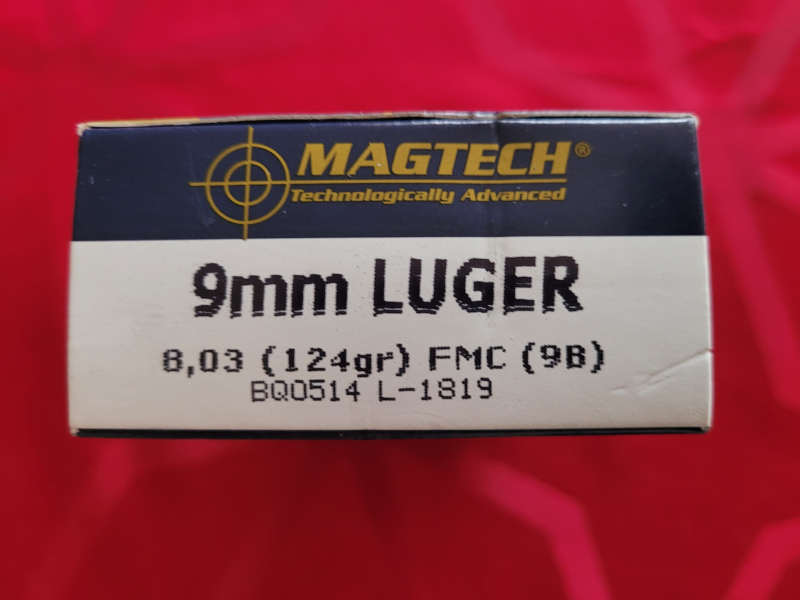 MAGTECH®
Technologically Advanced
9mm LUGER
8,03 (124gr) FMC (9B)
BQ0514 L-1819